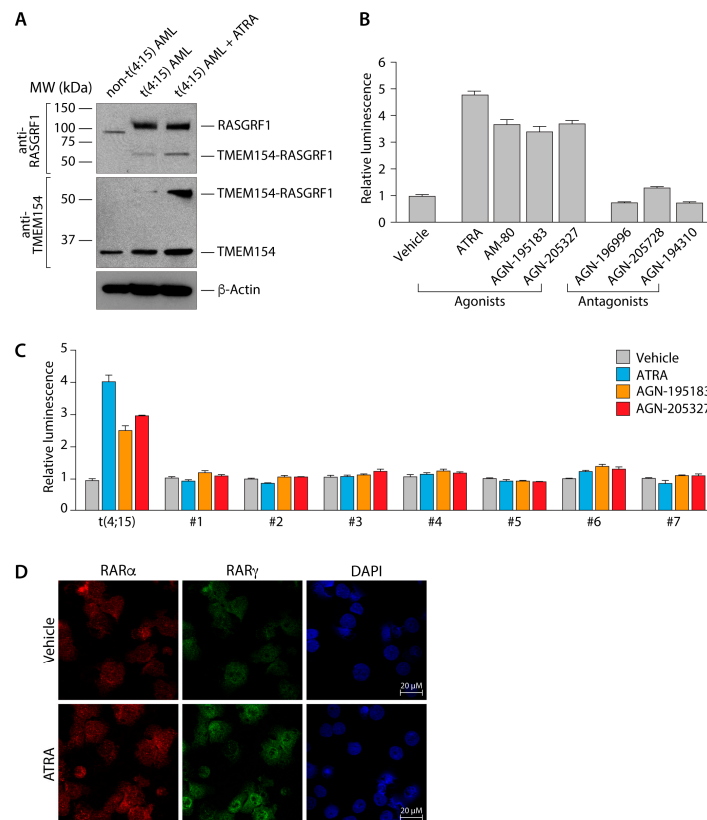 A
non-t(4:15) AML
t(4:15) AML
t(4:15) AML + ATRA
MW (kDa)
anti-
RASGRF1
150
100
75
50
RASGRF1
TMEM154-RASGRF1
anti-
TMEM154
50
37
TMEM154-RASGRF1
TMEM154
β-Actin
B
Relative luminescence
6
5
4
3
2
1
0
Vehicle
ATRA
AM-80
AGN-195183
AGN-205327
AGN-196996
AGN-205728
AGN-194310
Agonists
Antagonists
C
Relative luminescence
5
4
3
2
1
0
t(4;15)
#1
#2
#3
#4
#5
#6
#7
Vehicle
ATRA
AGN-195183
AGN-205327
D
RARα
RARγ
DAPI
Vehicle
20 μM
ATRA
20 μM